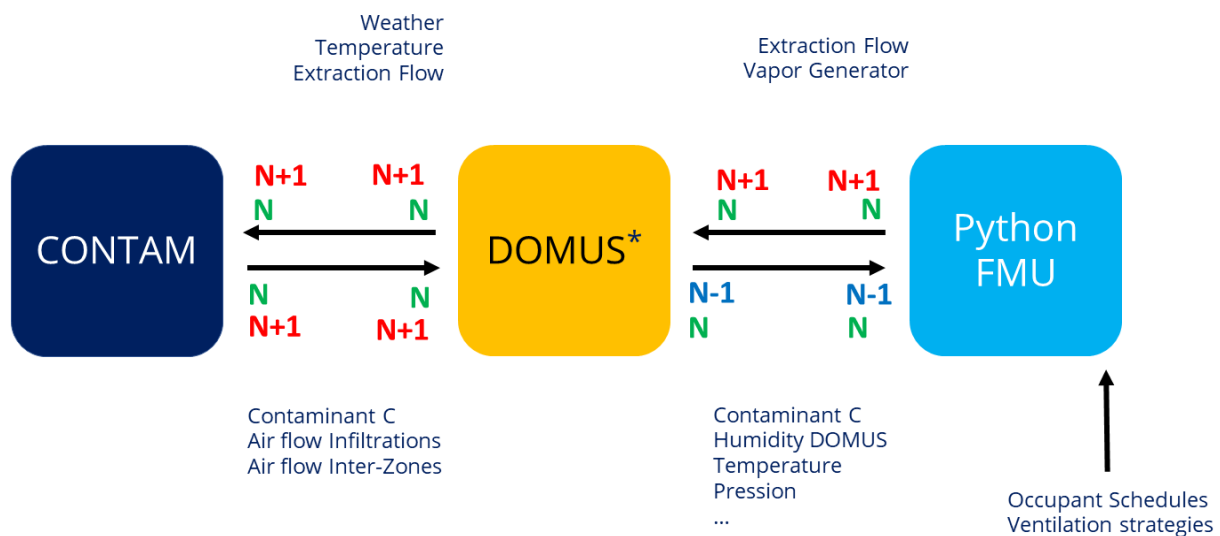 Weather
Temperature
Extraction Flow
Extraction Flow
Vapor Generator
CONTAM
N+1 N+1
N N
N N
N+1 N+1
DOMUS*
N+1 N+1
N N
N-1 N-1
N N
Python
FMU
Contaminant C
Air flow Infiltrations
Air flow Inter-Zones
Contaminant C
Humidity DOMUS
Temperature
Pression
...
Occupant Schedules
Ventilation strategies